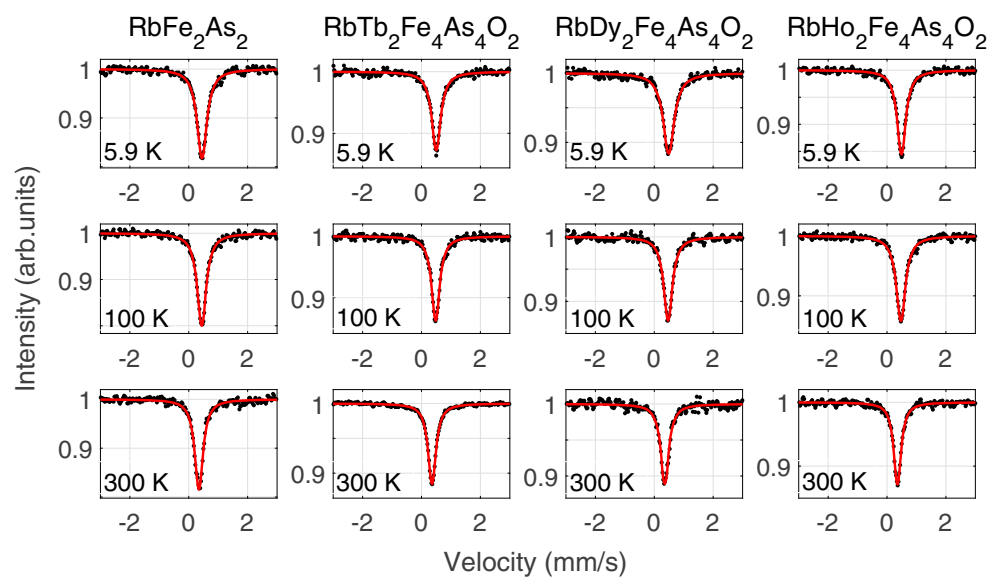 RbFe2As2 RbTb2Fe4As4O2 RbDy2Fe4As4O2 RbHo2Fe4As4O2
1 1 1 1
0.9 0.9 0.9 0.9
5.9 K 5.9 K 5.9 K 5.9 K
-2 0 2 -2 0 2 -2 0 2 -2 0 2
Intensity (arb.units)
1 1 1 1
0.9 0.9 0.9 0.9
100 K 100 K 100 K 100 K
-2 0 2 -2 0 2 -2 0 2 -2 0 2
1 1 1 1
0.9 0.9 0.9 0.9
300 K 300 K 300 K 300 K
-2 0 2 -2 0 2 -2 0 2 -2 0 2
Velocity (mm/s)